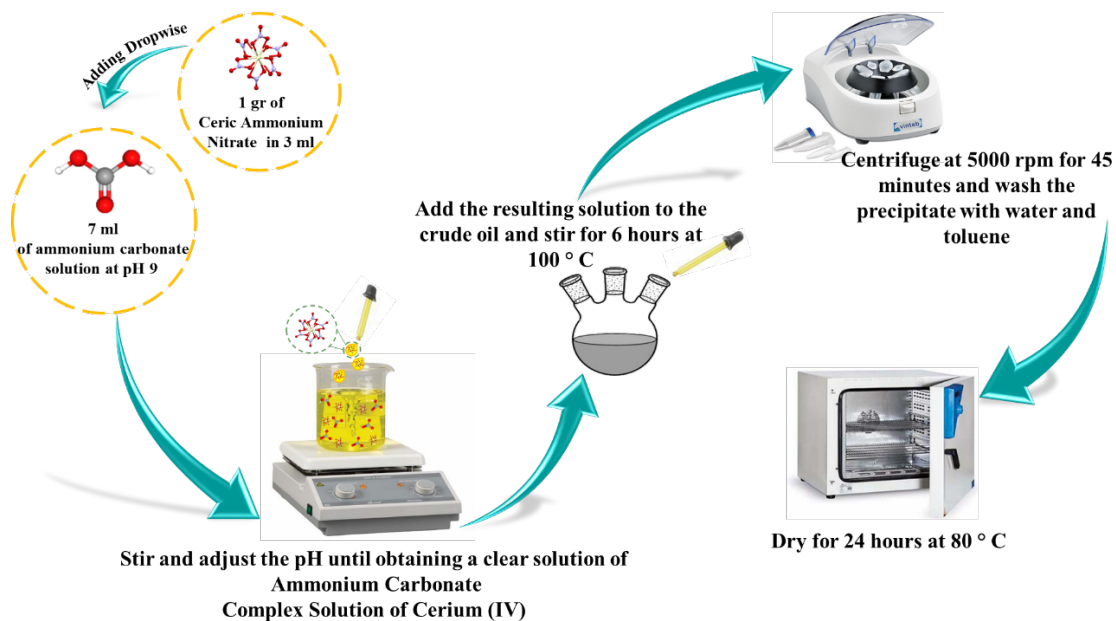 Adding Dropwise
1 gr of
Ceric Ammonium
Nitrate in 3 ml
7 ml
of ammonium carbonate
solution at pH 9
Stir and adjust the pH until obtaining a clear solution of
Ammonium Carbonate
Complex Solution of Cerium (IV)
Add the resulting solution to the
crude oil and stir for 6 hours at
100 ° C
Centrifuge at 5000 rpm for 45
minutes and wash the
precipitate with water and
toluene
Dry for 24 hours at 80 ° C